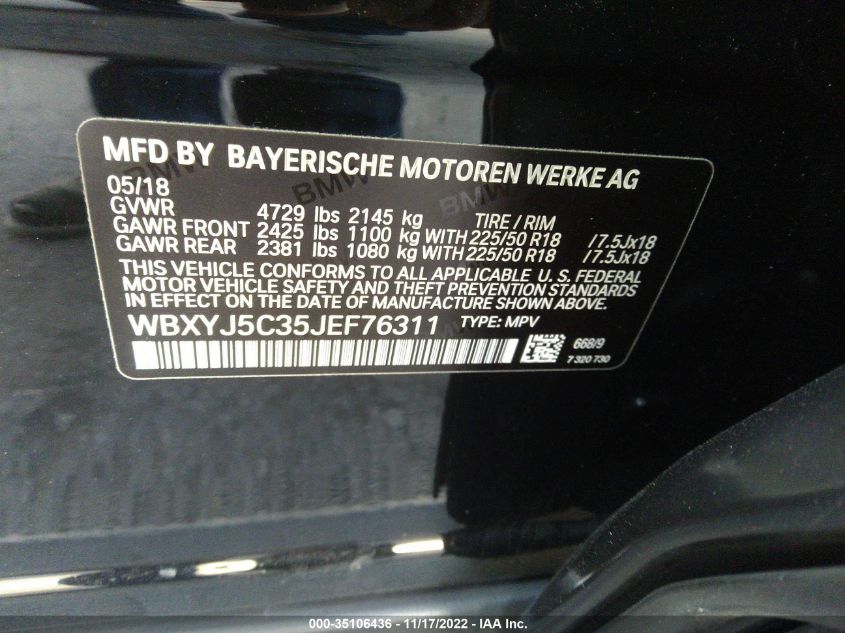 MFD BY BAYERISCHE MOTOREN WERKE AG
05/18
GVWR 4729 lbs 2145 kg TIRE / RIM
GAWR FRONT 2425 lbs 1100 kg WITH 225/50 R18 /7.5Jx18
GAWR REAR 2381 lbs 1080 kg WITH 225/50 R18 /7.5Jx18
THIS VEHICLE CONFORMS TO ALL APPLICABLE U.S. FEDERAL
MOTOR VEHICLE SAFETY AND THEFT PREVENTION STANDARDS
IN EFFECT ON THE DATE OF MANUFACTURE SHOWN ABOVE.
WBXYJ5C35JEF76311 TYPE: MPV
668/9
7 320 730
BMW
BMW
BMW
000-35106436 - 11/17/2022 - IAA Inc.